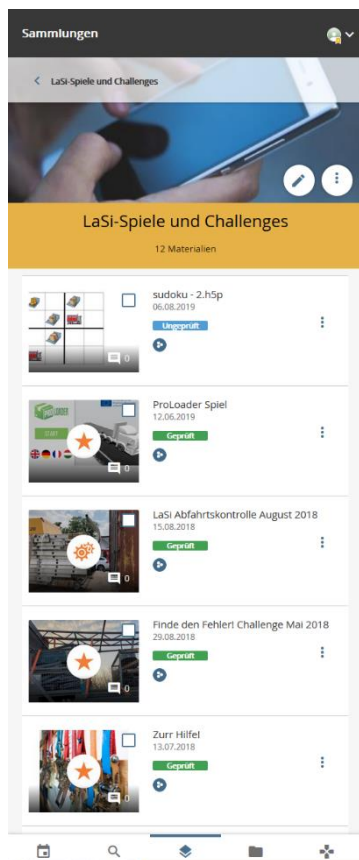 Sammlungen
LaSi-Spiele und Challenges
LaSi-Spiele und Challenges
12 Materialien
sudoku - 2.h5p
06.08.2019
Ungeprüft
0
ProLoader Spiel
12.06.2019
PROLOADER
START
Geprüft
0
LaSi Abfahrtskontrolle August 2018
15.08.2018
Geprüft
0
Finde den Fehler! Challenge Mai 2018
29.08.2018
Geprüft
0
Zurr Hilfe!
13.07.2018
Geprüft
0